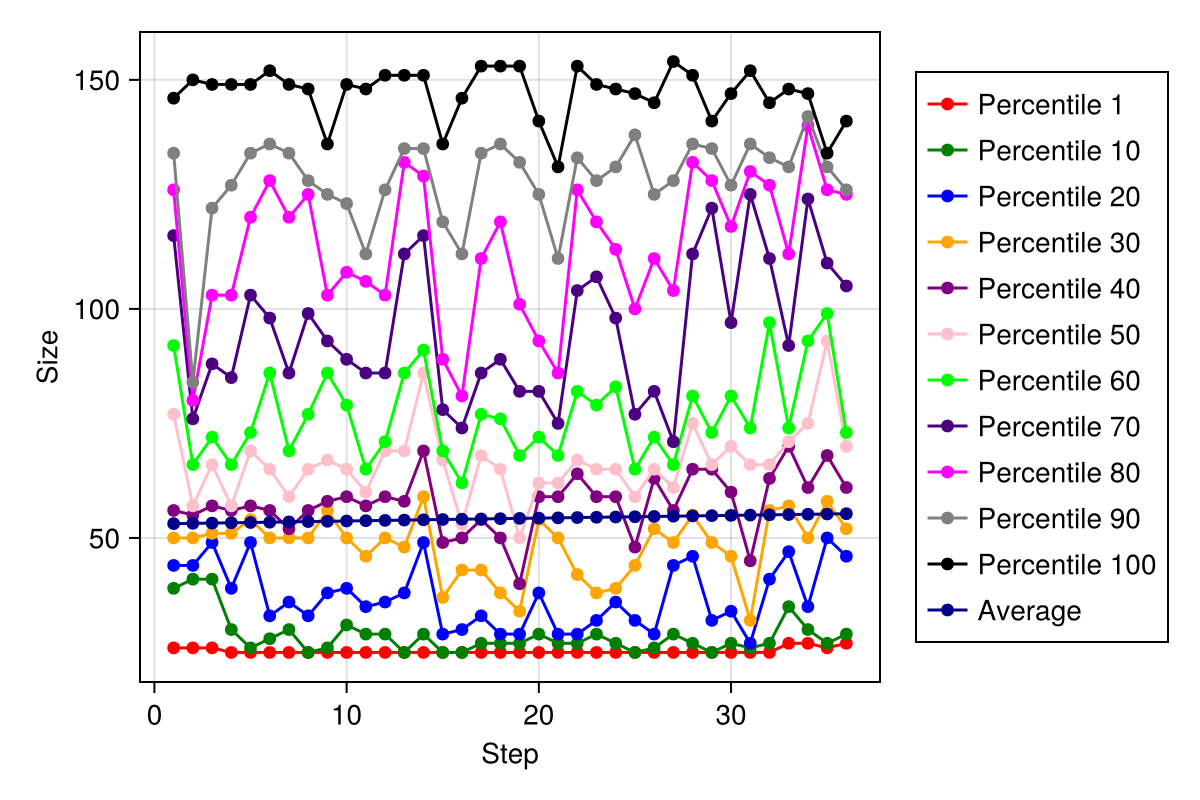 150
100
50
Size
0
10
20
30
Step
Percentile 1
Percentile 10
Percentile 20
Percentile 30
Percentile 40
Percentile 50
Percentile 60
Percentile 70
Percentile 80
Percentile 90
Percentile 100
Average